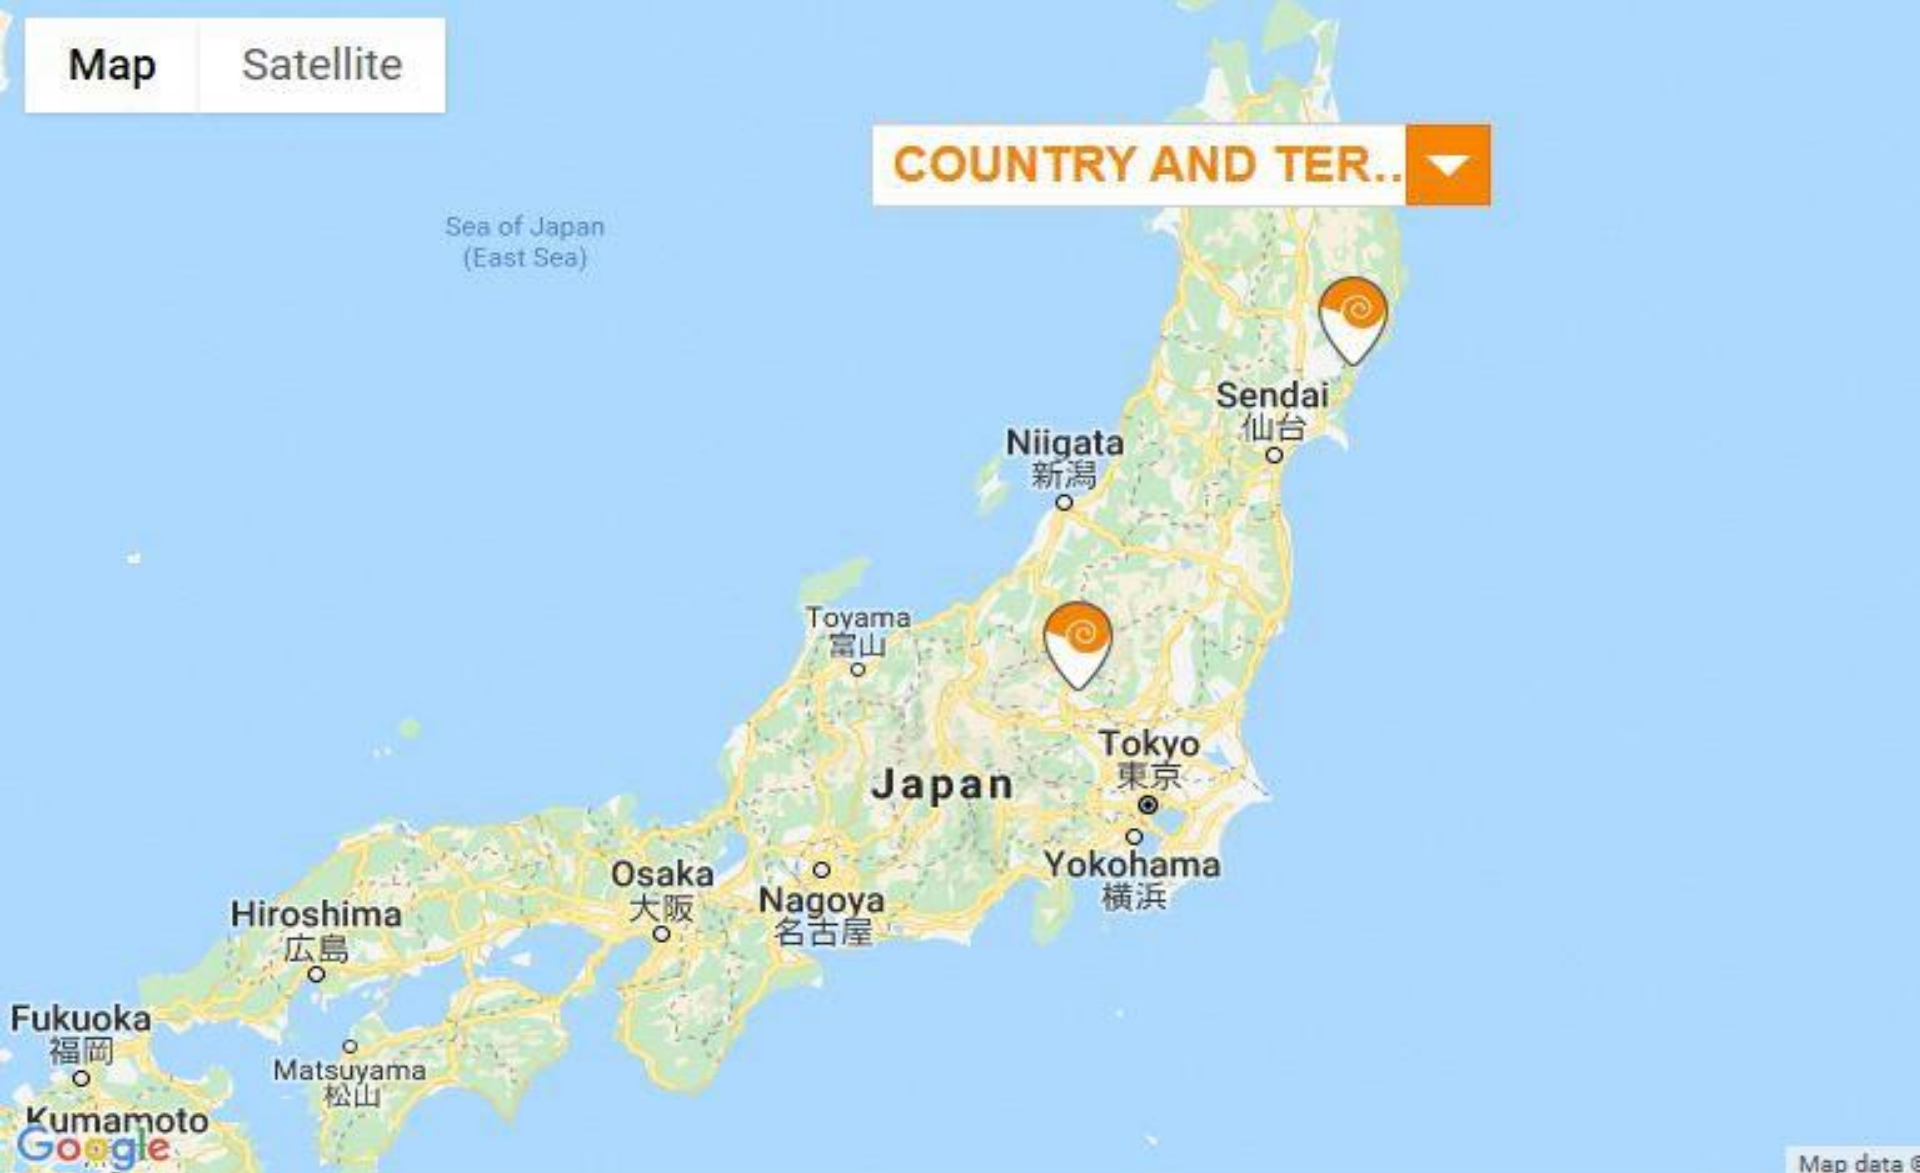 Map Satellite
COUNTRY AND TER..
Sea of Japan
(East Sea)
Sendai
仙台
Niigata
新潟
Toyama
富山
Tokyo
東京
Japan
Yokohama
横浜
Osaka
大阪
Nagoya
名古屋
Hiroshima
広島
Fukuoka
福岡
Matsuyama
松山
Kumamoto
Google
Map data ©